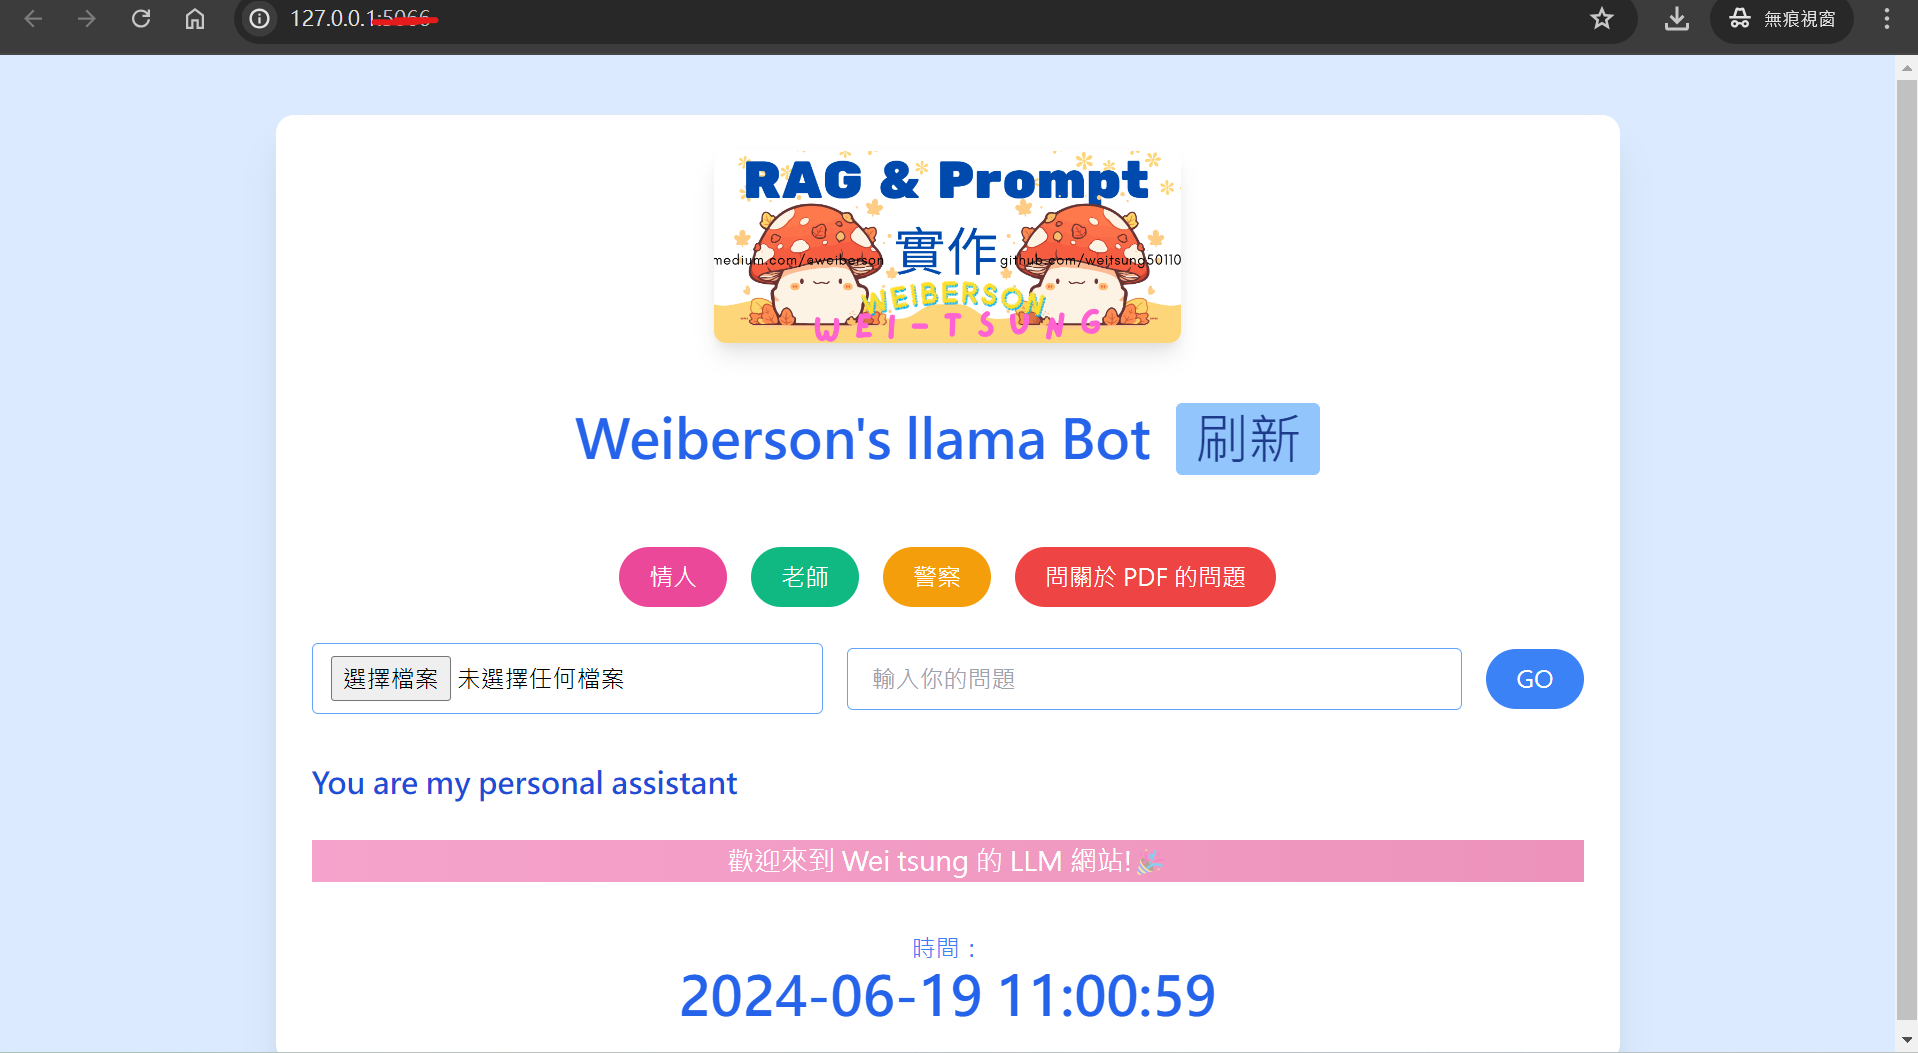 127.0.0.1:5066
無痕視窗
RAG & Prompt
實作
medium.com/@weiberson
github.com/weitsung50110
WEIBERSON
WEI-TSUNG
Weiberson's llama Bot 刷新
情人 老師 警察 問關於 PDF 的問題
選擇檔案 未選擇任何檔案 輸入你的問題 GO
You are my personal assistant
歡迎來到 Wei tsung 的 LLM 網站!🎉
時間：
2024-06-19 11:00:59